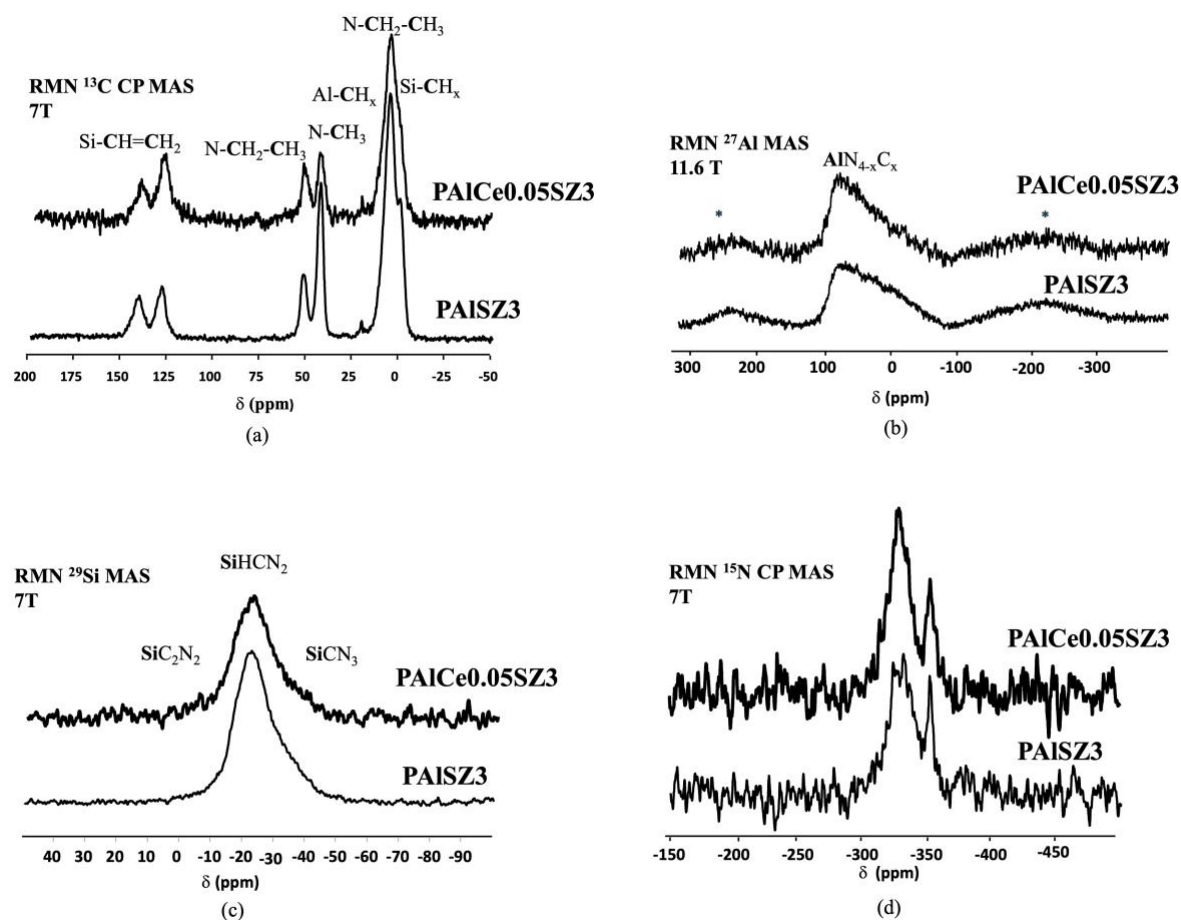 N-CH₂-CH₃
RMN ¹³C CP MAS
7T
Al-CHₓ
Si-CHₓ
Si-CH=CH₂
N-CH₂-CH₃
N-CH₃
PAlCe0.05SZ3
PAlSZ3
200 175 150 125 100 75 50 25 0 -25 -50
δ (ppm)
(a)
RMN ²⁷Al MAS
11.6 T
AlN₄₋ₓCₓ
PAlCe0.05SZ3
* *
PAlSZ3
300 200 100 0 -100 -200 -300
δ (ppm)
(b)
RMN ²⁹Si MAS
7T
SiHCN₂
SiC₂N₂
SiCN₃
PAlCe0.05SZ3
PAlSZ3
40 30 20 10 0 -10 -20 -30 -40 -50 -60 -70 -80 -90
δ (ppm)
(c)
RMN ¹⁵N CP MAS
7T
PAlCe0.05SZ3
PAlSZ3
-150 -200 -250 -300 -350 -400 -450
δ (ppm)
(d)